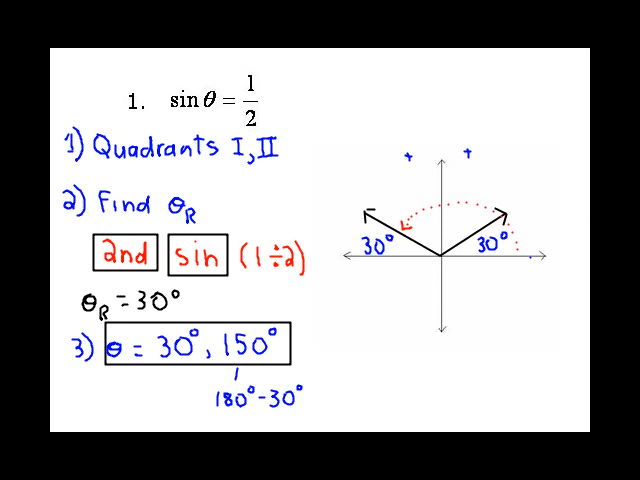 1. sin θ = 1/2
1) Quadrants I, II
2) Find θR
2nd sin (1÷2)
θR = 30°
3) θ = 30°, 150°
180° - 30°
+ +
30° 30°